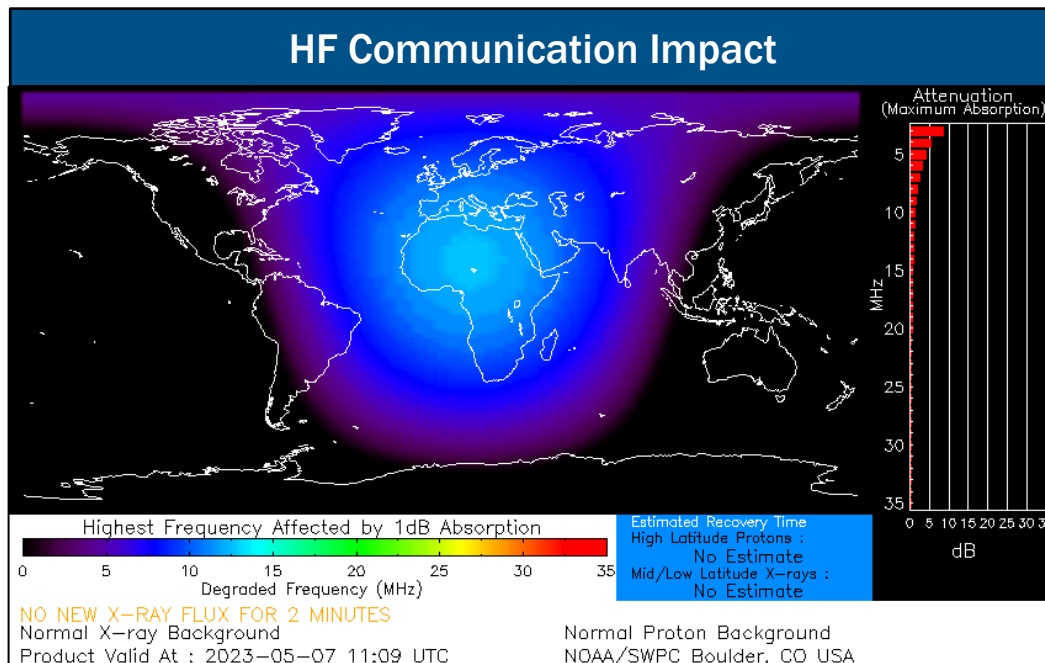 HF Communication Impact
Attenuation
(Maximum Absorption)
5
10
15
20
25
30
35
MHz
0 5 10 15 20 25 30 3
dB
Highest Frequency Affected by 1dB Absorption
0 5 10 15 20 25 30 35
Degraded Frequency (MHz)
Estimated Recovery Time
High Latitude Protons :
No Estimate
Mid/Low Latitude X-rays :
No Estimate
NO NEW X-RAY FLUX FOR 2 MINUTES
Normal X-ray Background
Product Valid At : 2023-05-07 11:09 UTC
Normal Proton Background
NOAA/SWPC Boulder, CO USA